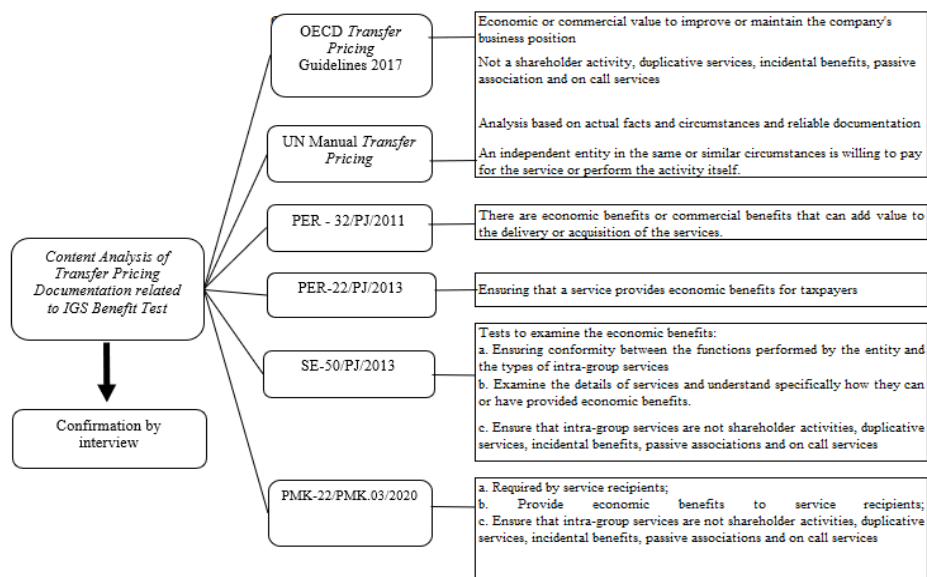 OECD Transfer
Pricing
Guidelines 2017
Economic or commercial value to improve or maintain the company's
business position
Not a shareholder activity, duplicative services, incidental benefits, passive
association and on call services
UN Manual Transfer
Pricing
Analysis based on actual facts and circumstances and reliable documentation
An independent entity in the same or similar circumstances is willing to pay
for the service or perform the activity itself.
PER - 32/PJ/2011
There are economic benefits or commercial benefits that can add value to
the delivery or acquisition of the services.
Content Analysis of
Transfer Pricing
Documentation related
to IGS Benefit Test
PER-22/PJ/2013
Ensuring that a service provides economic benefits for taxpayers
SE-50/PJ/2013
Tests to examine the economic benefits:
a. Ensuring conformity between the functions performed by the entity and
the types of intra-group services
b. Examine the details of services and understand specifically how they can
or have provided economic benefits.
c. Ensure that intra-group services are not shareholder activities, duplicative
services, incidental benefits, passive associations and on call services
Confirmation by
interview
PMK-22/PMK.03/2020
a. Required by service recipients;
b. Provide economic benefits to service recipients;
c. Ensure that intra-group services are not shareholder activities, duplicative
services, incidental benefits, passive associations and on call services